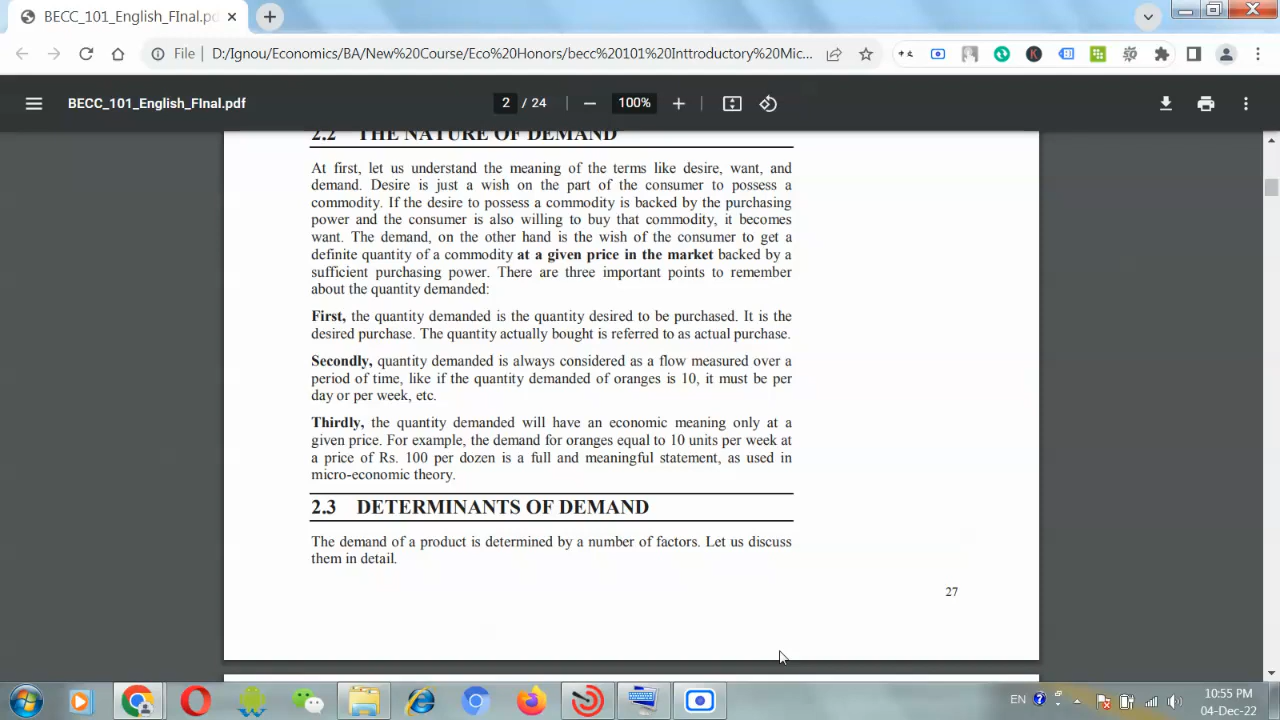 BECC_101_English_FInal.pd
File
D:/Ignou/Economics/BA/New%20Course/Eco%20Honors/becc%20101%20Inttroductory%20Mic...
BECC_101_English_FInal.pdf
2 / 24
100%
2.2 THE NATURE OF DEMAND
At first, let us understand the meaning of the terms like desire, want, and
demand. Desire is just a wish on the part of the consumer to possess a
commodity. If the desire to possess a commodity is backed by the purchasing
power and the consumer is also willing to buy that commodity, it becomes
want. The demand, on the other hand is the wish of the consumer to get a
definite quantity of a commodity at a given price in the market backed by a
sufficient purchasing power. There are three important points to remember
about the quantity demanded:
First, the quantity demanded is the quantity desired to be purchased. It is the
desired purchase. The quantity actually bought is referred to as actual purchase.
Secondly, quantity demanded is always considered as a flow measured over a
period of time, like if the quantity demanded of oranges is 10, it must be per
day or per week, etc.
Thirdly, the quantity demanded will have an economic meaning only at a
given price. For example, the demand for oranges equal to 10 units per week at
a price of Rs. 100 per dozen is a full and meaningful statement, as used in
micro-economic theory.
2.3 DETERMINANTS OF DEMAND
The demand of a product is determined by a number of factors. Let us discuss
them in detail.
27
EN
10:55 PM
04-Dec-22